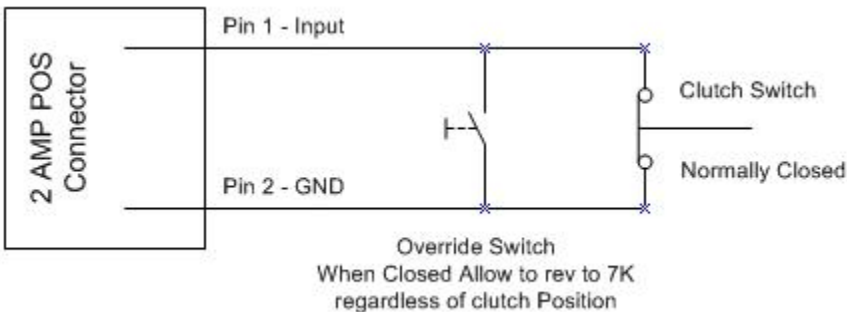 Pin 1 - Input
2 AMP POS
Connector
Clutch Switch
Normally Closed
Pin 2 - GND
Override Switch
When Closed Allow to rev to 7K
regardless of clutch Position